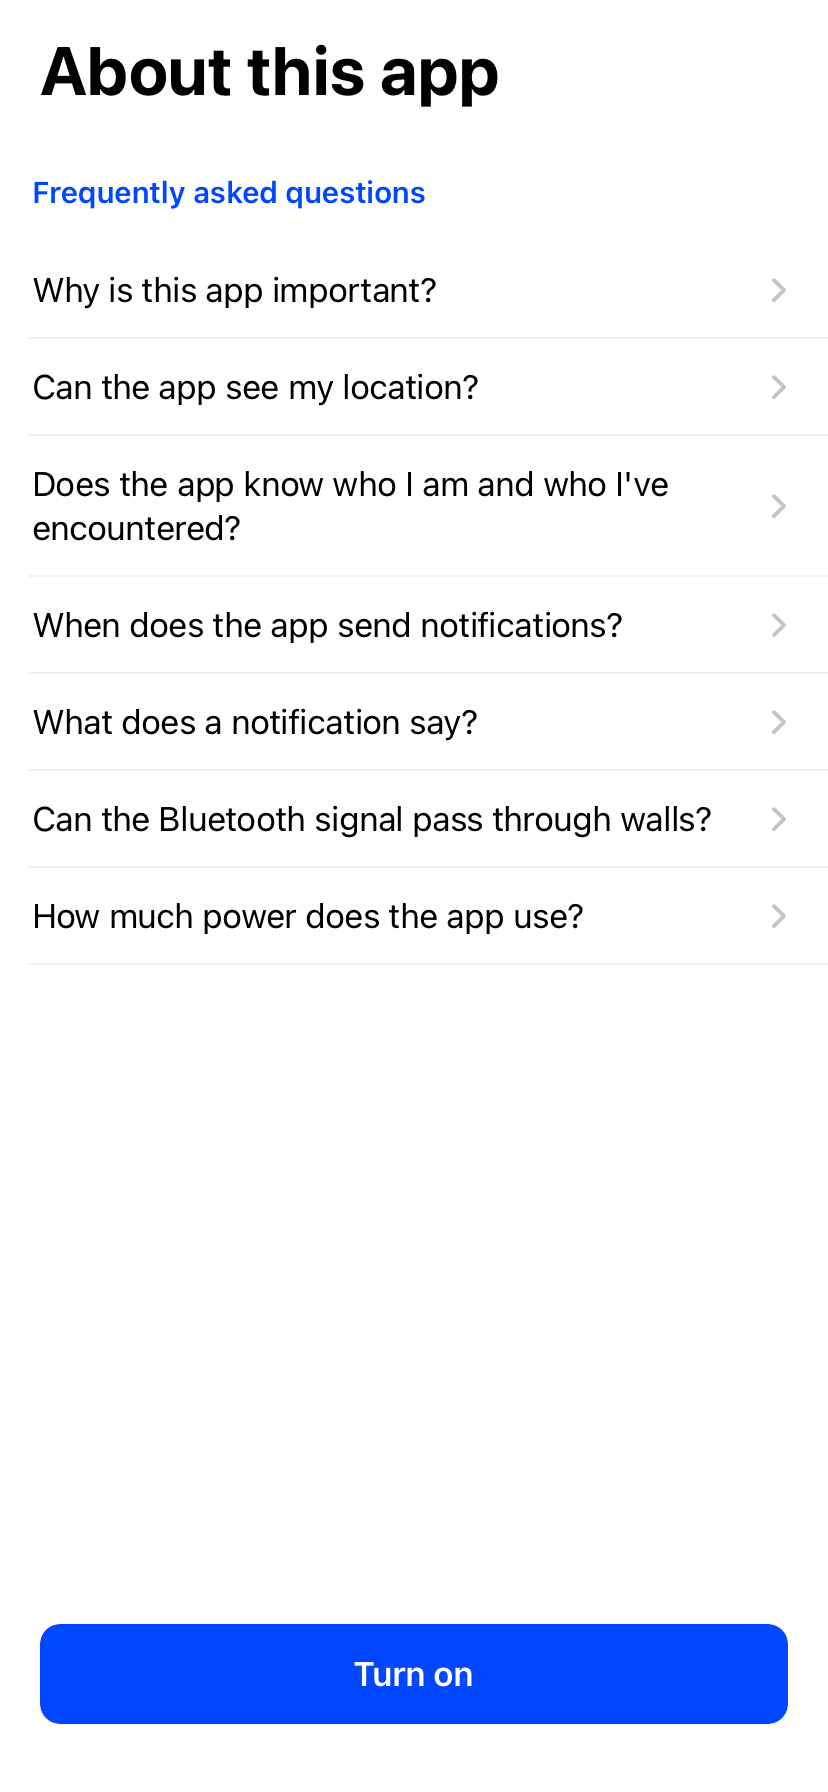 About this app
Frequently asked questions
Why is this app important?
Can the app see my location?
Does the app know who I am and who I've
encountered?
When does the app send notifications?
What does a notification say?
Can the Bluetooth signal pass through walls?
How much power does the app use?
Turn on